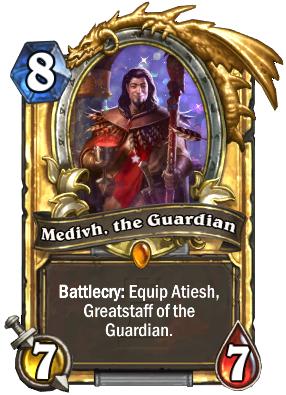 8
Medivh, the Guardian
Battlecry: Equip Atiesh,
Greatstaff of the
Guardian.
7
7